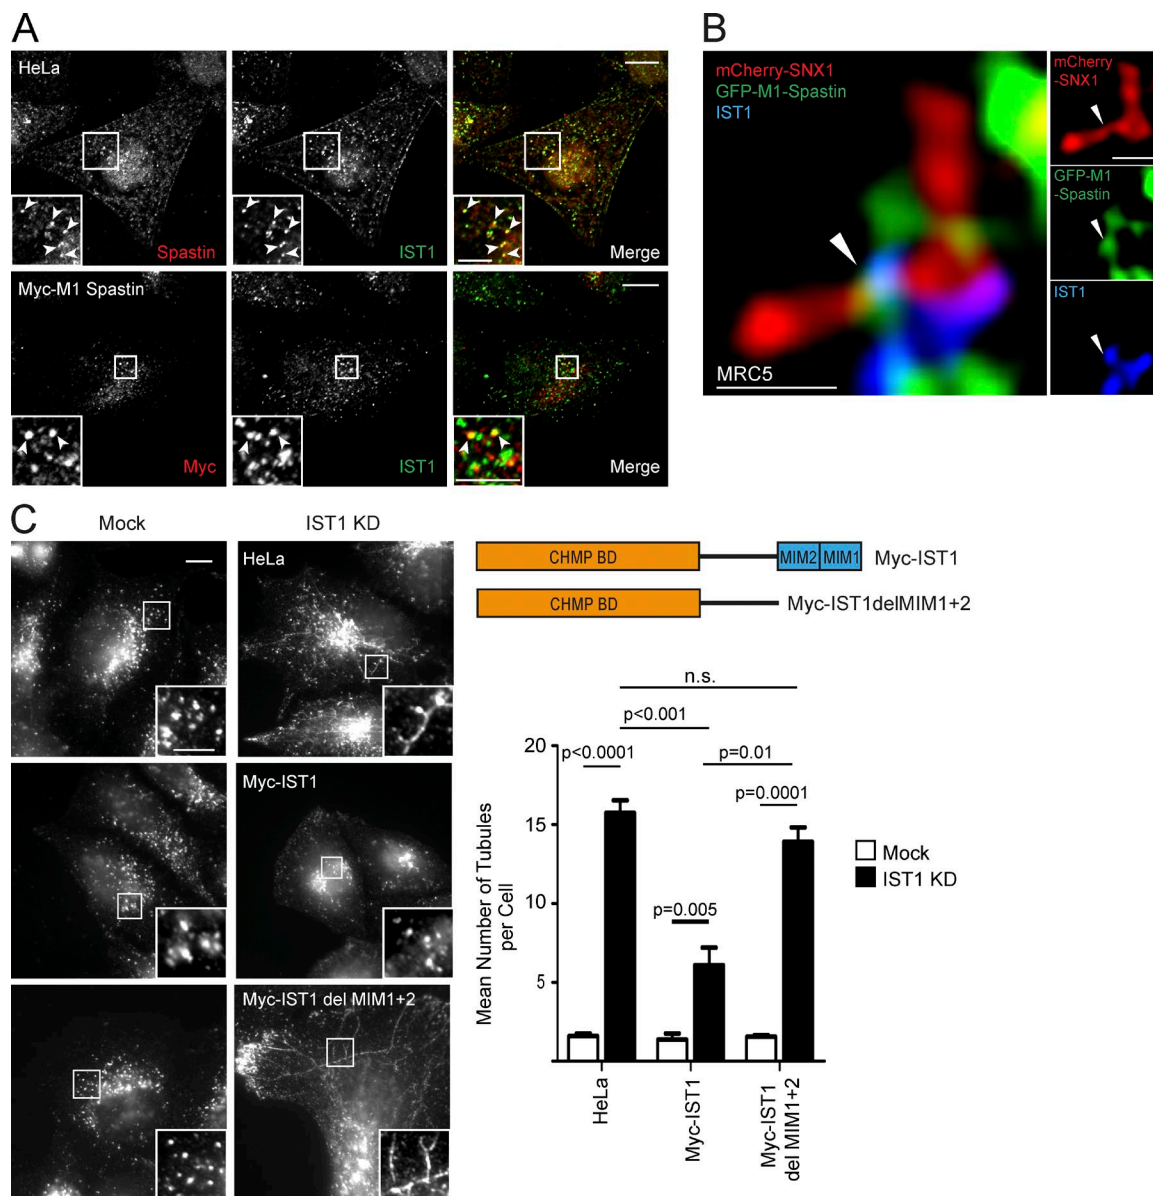 A
HeLa
Spastin
IST1
Merge
Myc-M1 Spastin
Myc
IST1
Merge
B
mCherry-SNX1
GFP-M1-Spastin
IST1
MRC5
mCherry
-SNX1
GFP-M1
-Spastin
IST1
C
Mock
IST1 KD
HeLa
Myc-IST1
Myc-IST1 del MIM1+2
CHMP BD
MIM2
MIM1
Myc-IST1
CHMP BD
Myc-IST1delMIM1+2
n.s.
p<0.001
p<0.0001
p=0.01
p=0.0001
p=0.005
20
15
10
5
Mean Number of Tubules
per Cell
Mock
IST1 KD
HeLa
Myc-IST1
Myc-IST1
del MIM1+2